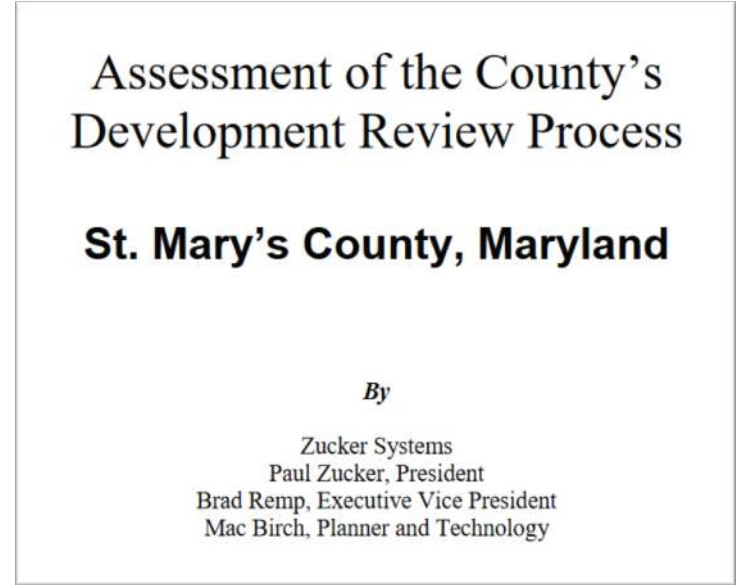 Assessment of the County's
Development Review Process
St. Mary's County, Maryland
By
Zucker Systems
Paul Zucker, President
Brad Remp, Executive Vice President
Mac Birch, Planner and Technology